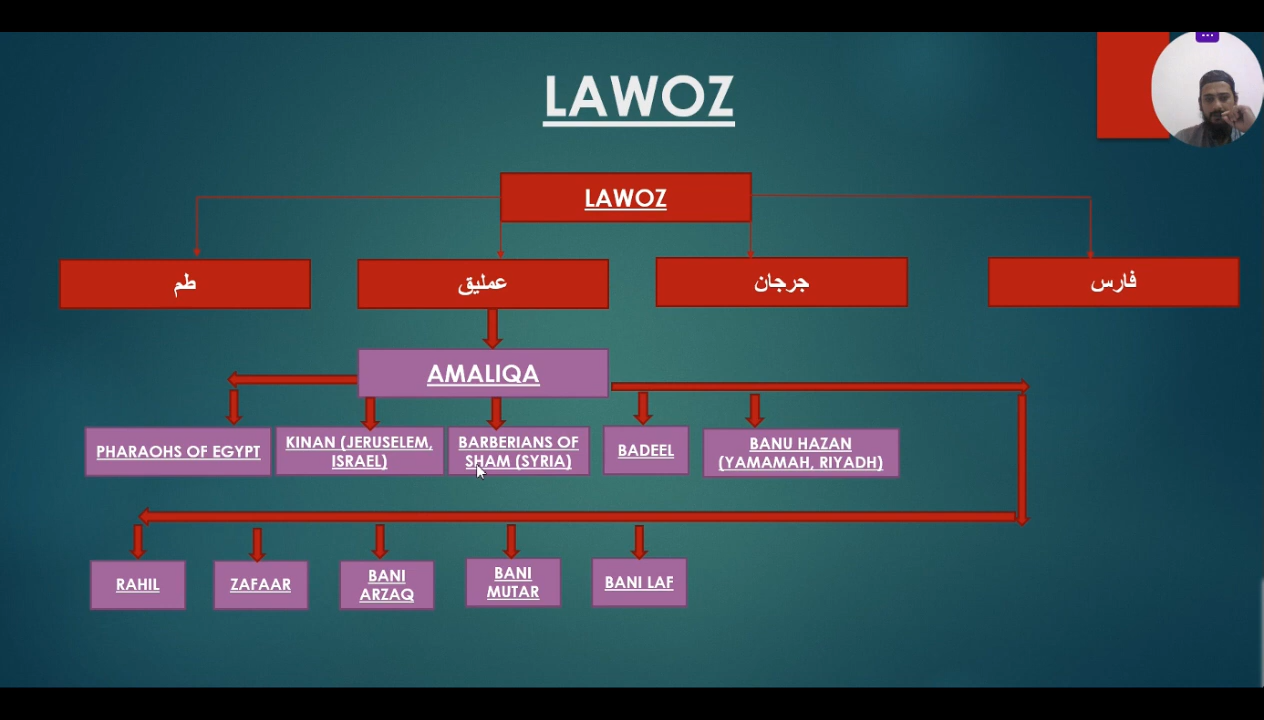 LAWOZ
LAWOZ
طم
عمليق
جرجان
فارس
AMALIQA
PHARAOHS OF EGYPT
KINAN (JERUSELEM,
ISRAEL)
BARBERIANS OF
SHAM (SYRIA)
BADEEL
BANU HAZAN
(YAMAMAH, RIYADH)
RAHIL
ZAFAAR
BANI
ARZAQ
BANI
MUTAR
BANI LAF